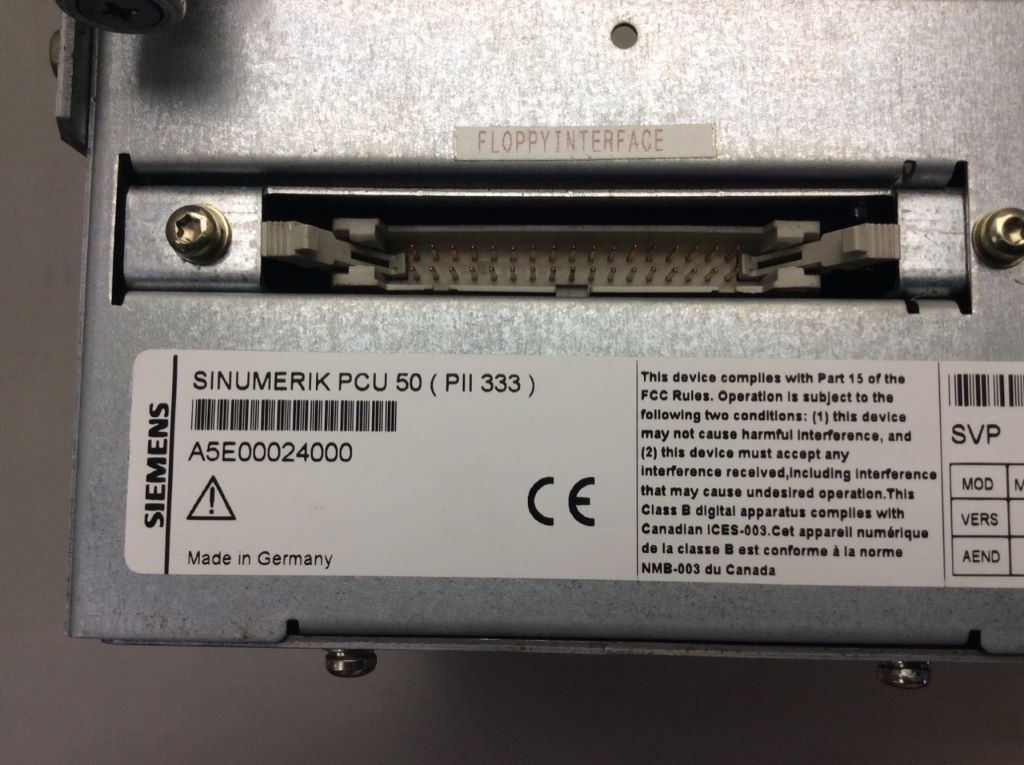 FLOPPYINTERFACE
SIEMENS
SINUMERIK PCU 50 ( PII 333 )
A5E00024000
Made in Germany
CE
This device complies with Part 15 of the
FCC Rules. Operation is subject to the
following two conditions: (1) this device
may not cause harmful interference, and
(2) this device must accept any
interference received,including interference
that may cause undesired operation.This
Class B digital apparatus complies with
Canadian ICES-003.Cet appareil numérique
de la classe B est conforme à la norme
NMB-003 du Canada
SVP
MOD
VERS
AEND